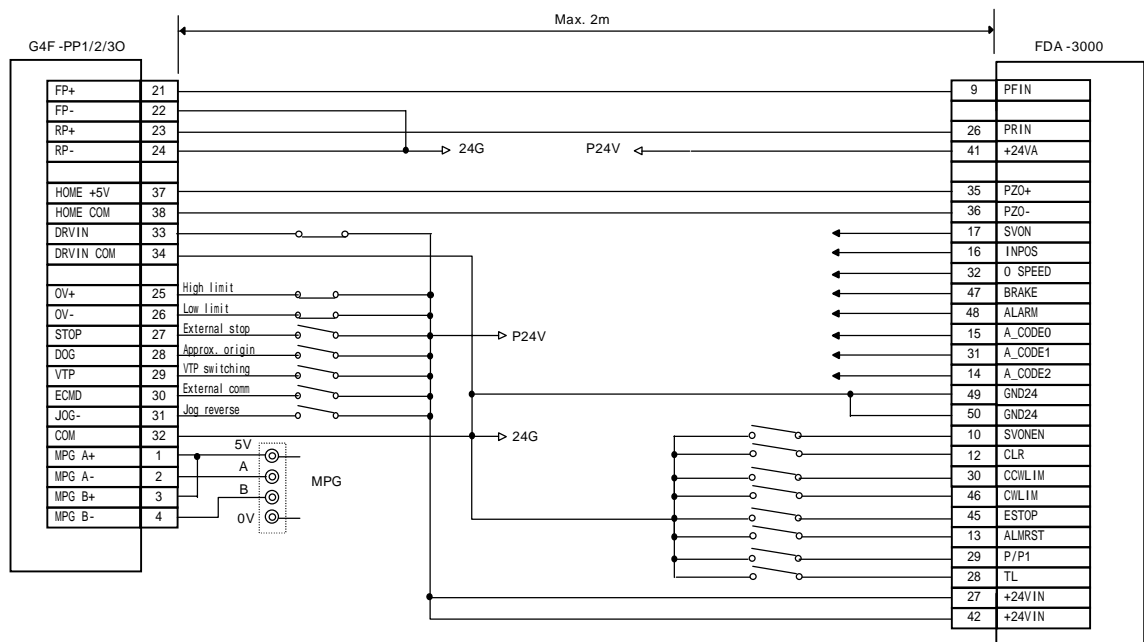 Max. 2m
G4F-PP1/2/3O
FDA-3000
FP+ 21
FP- 22
RP+ 23
RP- 24
HOME +5V 37
HOME COM 38
DRVIN 33
DRVIN COM 34
OV+ 25 High limit
OV- 26 Low limit
STOP 27 External stop
DOG 28 Approx. origin
VTP 29 VTP switching
ECMD 30 External comm
JOG- 31 Jog reverse
COM 32
MPG A+ 1
MPG A- 2
MPG B+ 3
MPG B- 4
5V
A
B
0V
MPG
24G
P24V
P24V
24G
9 PFIN
26 PRIN
41 +24VA
35 PZO+
36 PZO-
17 SVON
16 INPOS
32 O SPEED
47 BRAKE
48 ALARM
15 A_CODE0
31 A_CODE1
14 A_CODE2
49 GND24
50 GND24
10 SVONEN
12 CLR
30 CCWLIM
46 CWLIM
45 ESTOP
13 ALMRST
29 P/P1
28 TL
27 +24VIN
42 +24VIN